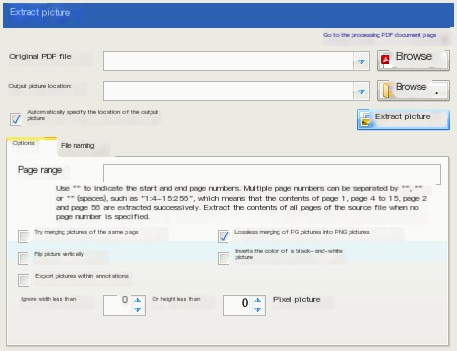 Extract picture
Go to the processing PDF document page
Original PDF file
Browse
Output picture location:
Browse .
Automatically specify the location of the output
picture
Extract picture
Options
File naming
Page range
Use "" to indicate the start and end page numbers. Multiple page numbers can be separated by "", ""
or "" (spaces), such as "1:4-15:256", which means that the contents of page 1, page 4 to 15, page 2
and page 56 are extracted successively. Extract the contents of all pages of the source file when no
page number is specified.
Try merging pictures of the same page
Lossless merging of PG pictures into PNG pictures
Flip picture vertically
Inverts the color of a black-and-white
picture
Export pictures within annotations
Ignore width less than
0
Or height less than
0
Pixel picture